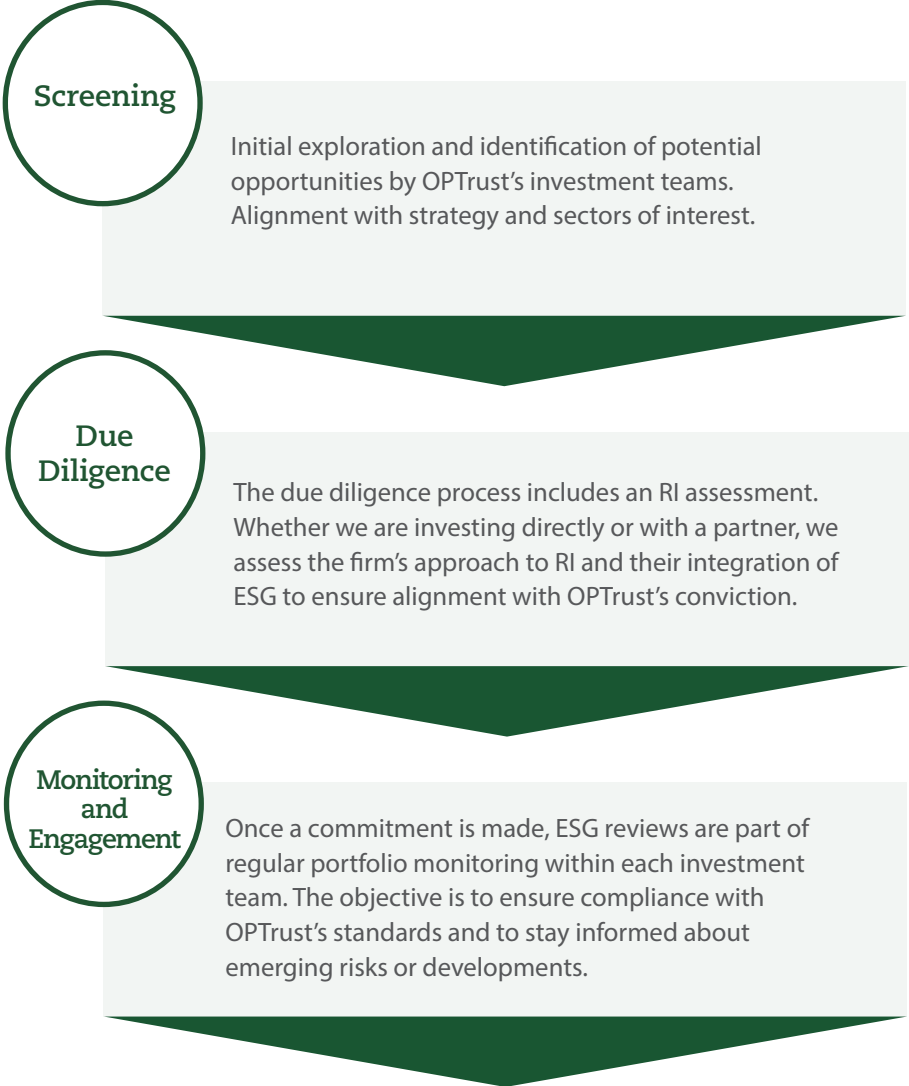 Screening
Initial exploration and identification of potential
opportunities by OPTrust’s investment teams.
Alignment with strategy and sectors of interest.
Due
Diligence
The due diligence process includes an RI assessment.
Whether we are investing directly or with a partner, we
assess the firm’s approach to RI and their integration of
ESG to ensure alignment with OPTrust’s conviction.
Monitoring
and
Engagement
Once a commitment is made, ESG reviews are part of
regular portfolio monitoring within each investment
team. The objective is to ensure compliance with
OPTrust’s standards and to stay informed about
emerging risks or developments.